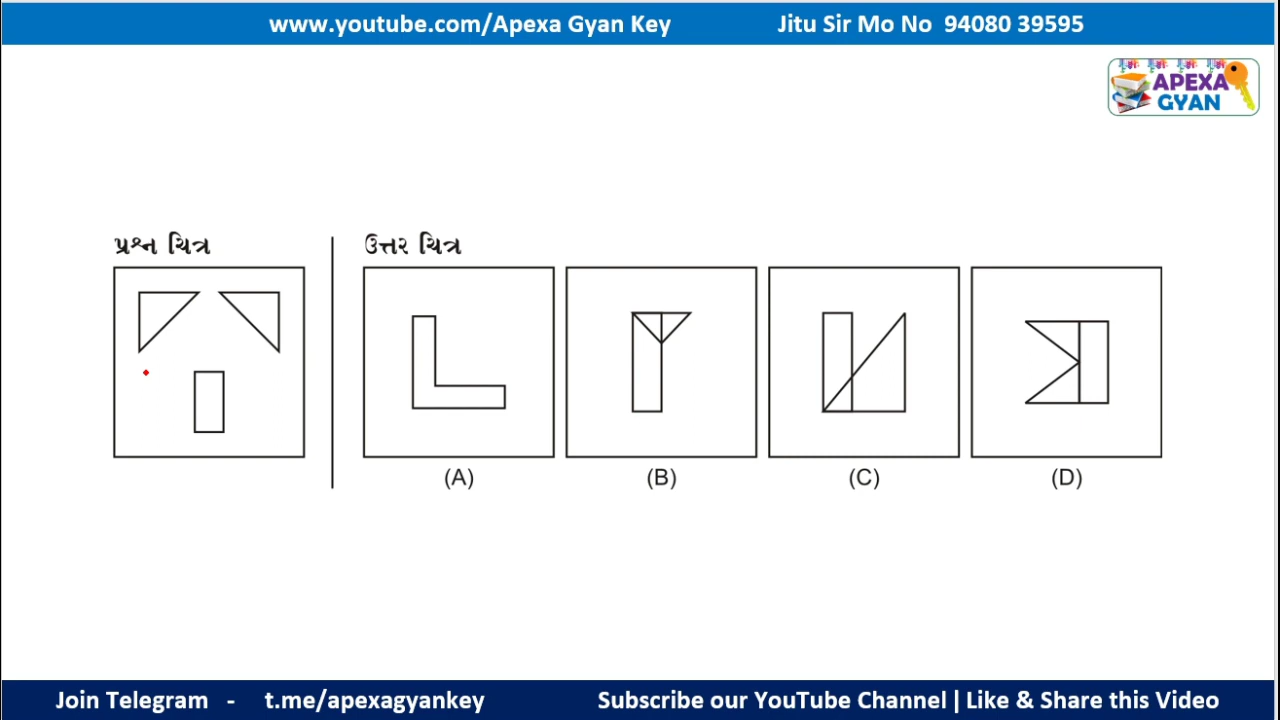 www.youtube.com/Apexa Gyan Key Jitu Sir Mo No 94080 39595
APEXA
GYAN
પ્રશ્ન ચિત્ર ઉત્તર ચિત્ર
(A) (B) (C) (D)
Join Telegram - t.me/apexagyankey Subscribe our YouTube Channel | Like & Share this Video